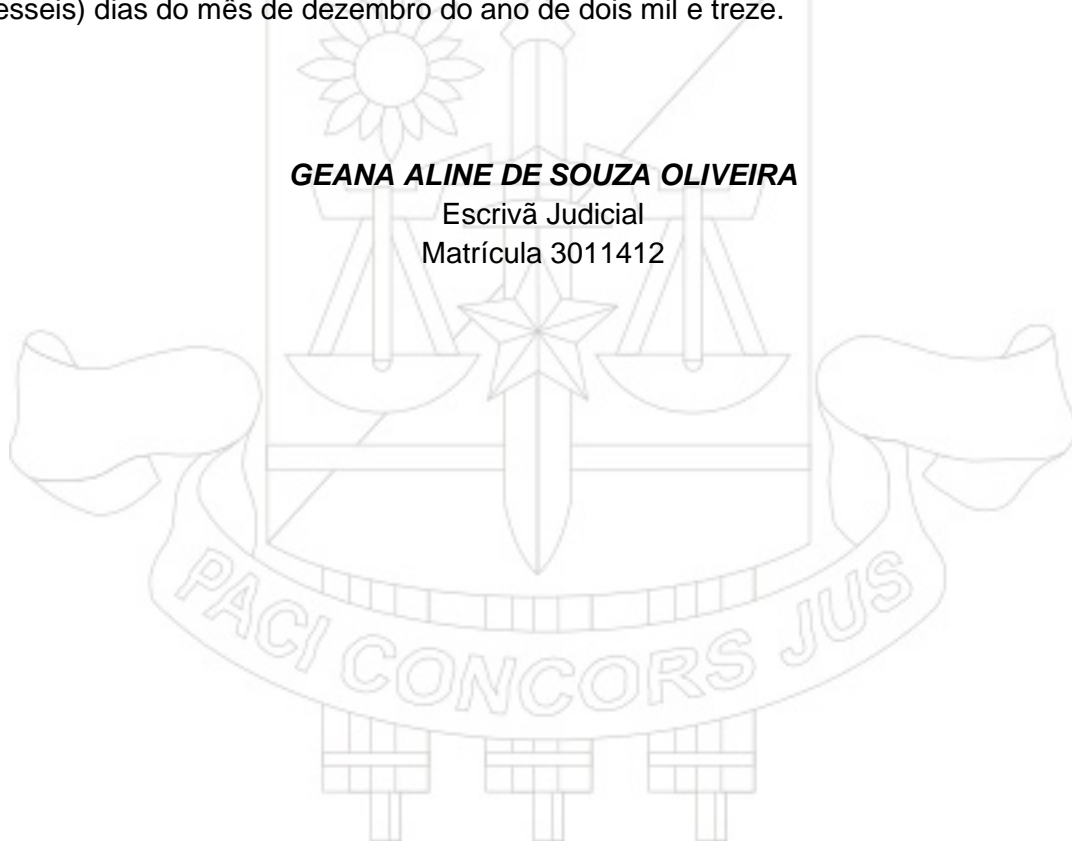 esseis) dias do mês de dezembro do ano de dois mil e treze.
GEANA ALINE DE SOUZA OLIVEIRA
Escrivã Judicial
Matrícula 3011412
PACI CONCORS JUS